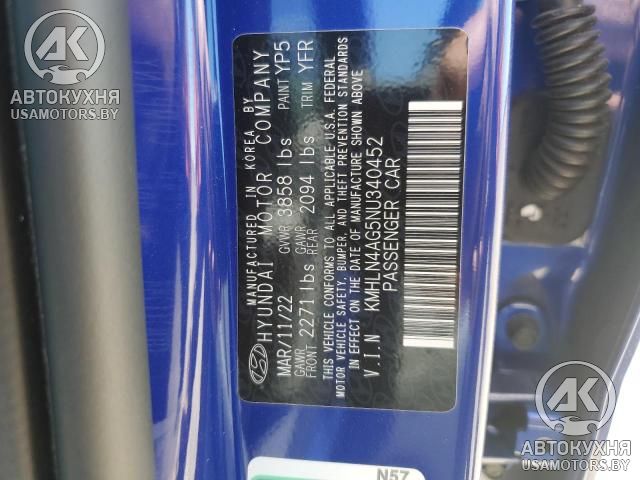 MANUFACTURED IN KOREA BY
HYUNDAI MOTOR COMPANY
MAR/11/22 GVWR 3858 lbs PAINT YP5
GAWR FRONT 2271 lbs GAWR REAR 2094 lbs TRIM YFR
THIS VEHICLE CONFORMS TO ALL APPLICABLE U.S.A. FEDERAL
MOTOR VEHICLE SAFETY, BUMPER, AND THEFT PREVENTION STANDARDS
IN EFFECT ON THE DATE OF MANUFACTURE SHOWN ABOVE
V.I.N KMHLN4AG5NU340452
PASSENGER CAR
N57
АК
АВТОКУХНЯ
USAMOTORS.BY
АК
АВТОКУХНЯ
USAMOTORS.BY